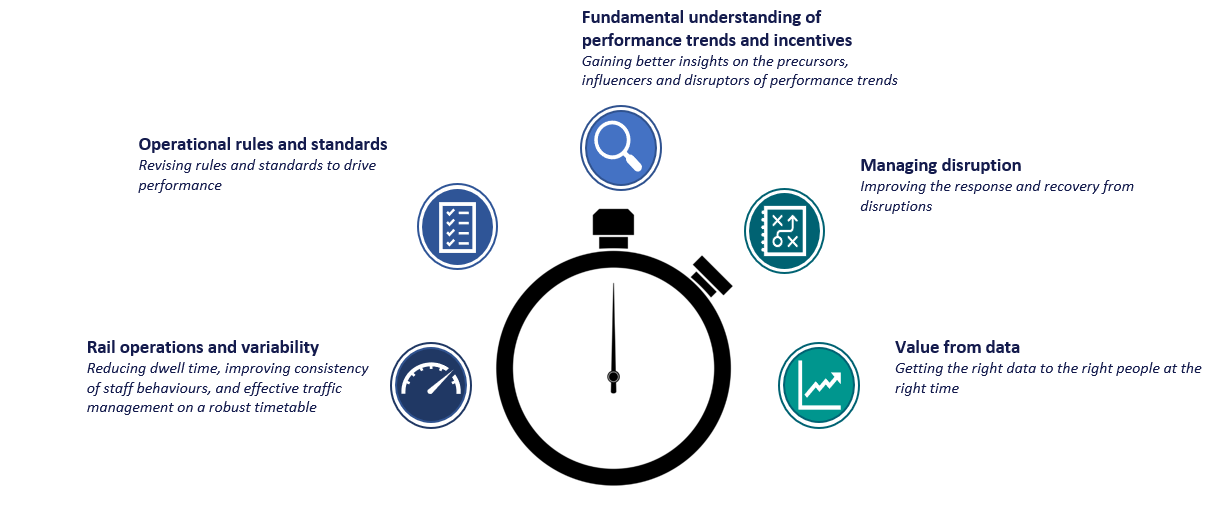 Fundamental understanding of
performance trends and incentives
Gaining better insights on the precursors,
influencers and disruptors of performance trends
Operational rules and standards
Revising rules and standards to drive
performance
Managing disruption
Improving the response and recovery from
disruptions
Rail operations and variability
Reducing dwell time, improving consistency
of staff behaviours, and effective traffic
management on a robust timetable
Value from data
Getting the right data to the right people at the
right time